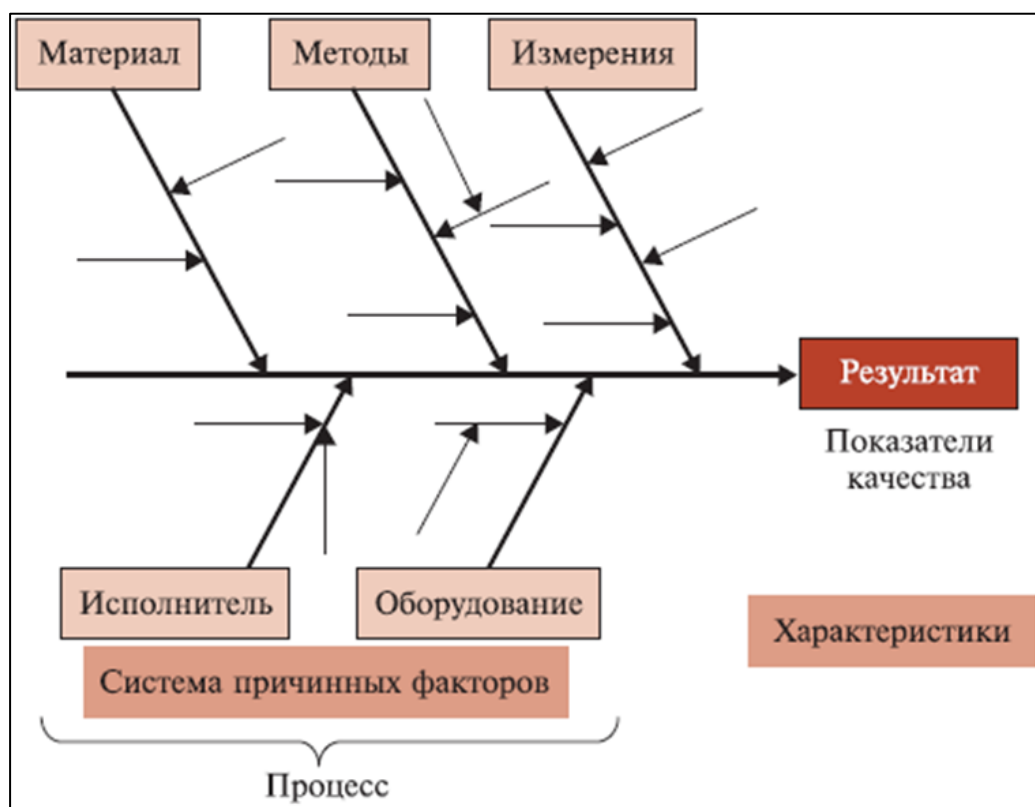 Материал
Методы
Измерения
Результат
Показатели
качества
Исполнитель
Оборудование
Характеристики
Система причинных факторов
Процесс